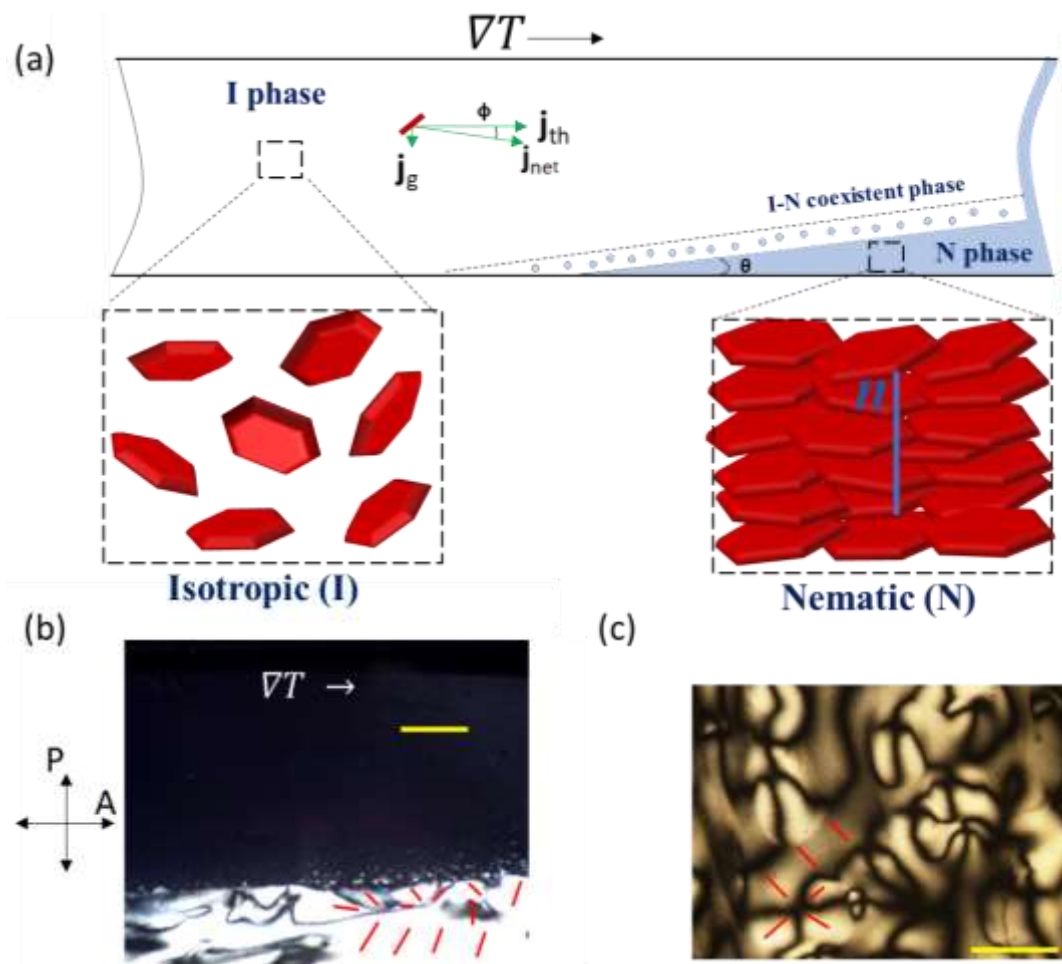 ∇T
(a)
I phase
ϕ
j_th
j_g
j_net
I-N coexistent phase
N phase
θ
Isotropic (I)
Nematic (N)
(b)
(c)
∇T →
P
A